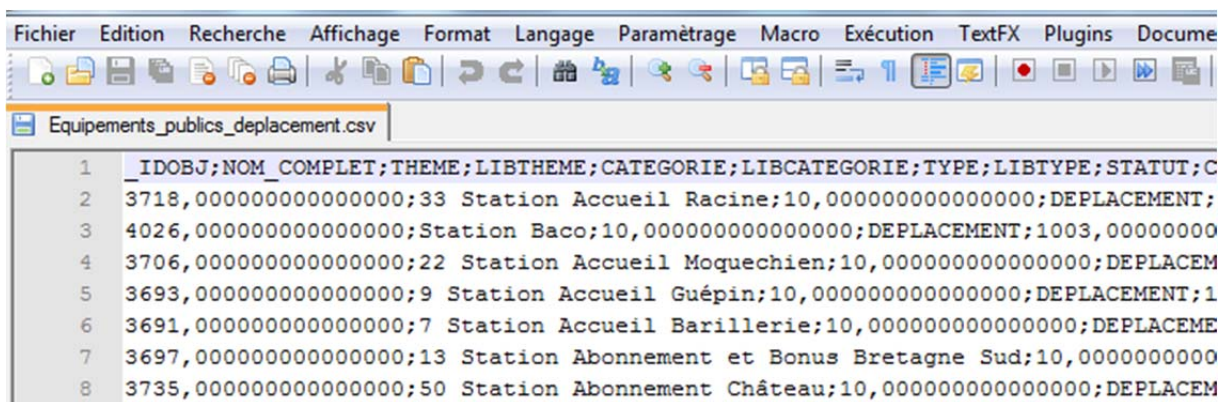 Fichier Edition Recherche Affichage Format Langage Paramètrage Macro Exécution TextFX Plugins Docume
Equipements_publics_deplacement.csv
1 _IDOBJ;NOM_COMPLET;THEME;LIBTHEME;CATEGORIE;LIBCATEGORIE;TYPE;LIBTYPE;STATUT;C
2 3718,000000000000000;33 Station Accueil Racine;10,000000000000000;DEPLACEMENT;
3 4026,000000000000000;Station Baco;10,000000000000000;DEPLACEMENT;1003,00000000
4 3706,000000000000000;22 Station Accueil Moquechien;10,000000000000000;DEPLACEM
5 3693,000000000000000;9 Station Accueil Guépin;10,000000000000000;DEPLACEMENT;1
6 3691,000000000000000;7 Station Accueil Barillerie;10,000000000000000;DEPLACEME
7 3697,000000000000000;13 Station Abonnement et Bonus Bretagne Sud;10,0000000000
8 3735,000000000000000;50 Station Abonnement Château;10,000000000000000;DEPLACEM